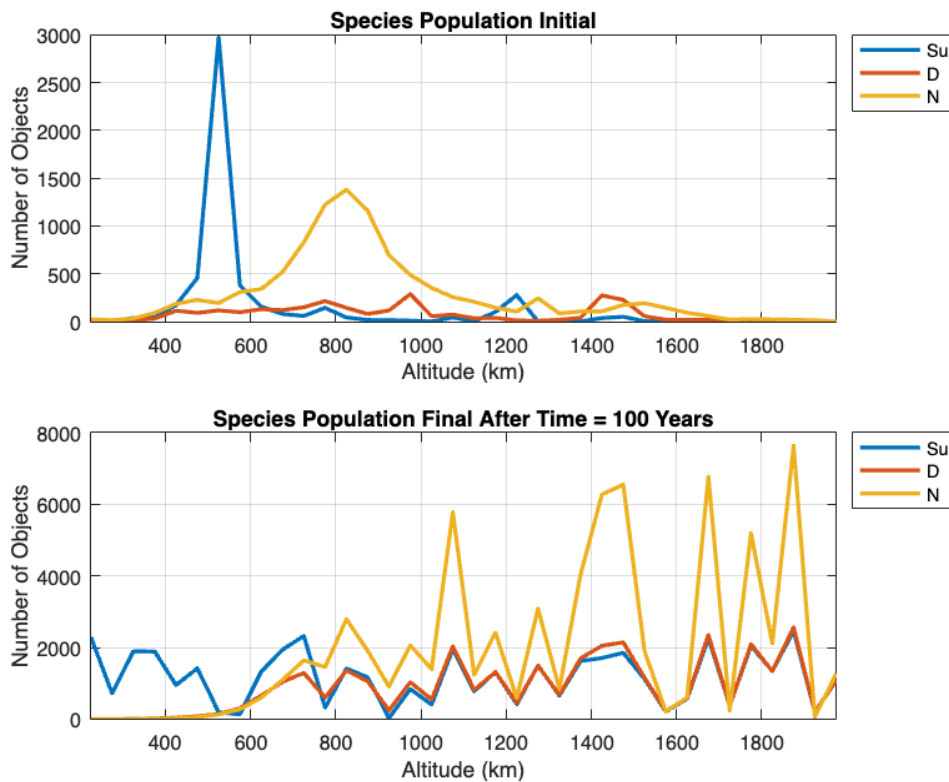 Species Population Initial
3000
2500
2000
1500
1000
500
0
Number of Objects
400 600 800 1000 1200 1400 1600 1800
Altitude (km)
Su
D
N
Species Population Final After Time = 100 Years
8000
6000
4000
2000
0
Number of Objects
400 600 800 1000 1200 1400 1600 1800
Altitude (km)
Su
D
N